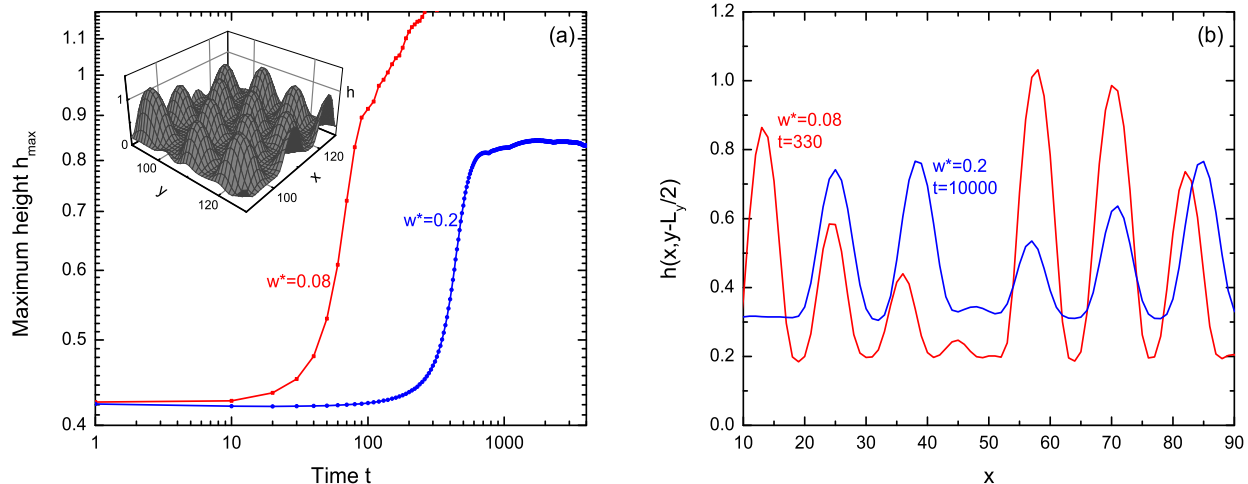 (a)
1.1
1
0.9
0.8
0.7
0.6
0.5
0.4
Maximum height h_max
1
0
100
120
y
100
120
x
h
w*=0.08
w*=0.2
1
10
100
1000
Time t
(b)
1.2
1.0
0.8
0.6
0.4
0.2
0.0
h(x,y-L_y/2)
w*=0.08
t=330
w*=0.2
t=10000
10
20
30
40
50
60
70
80
90
x